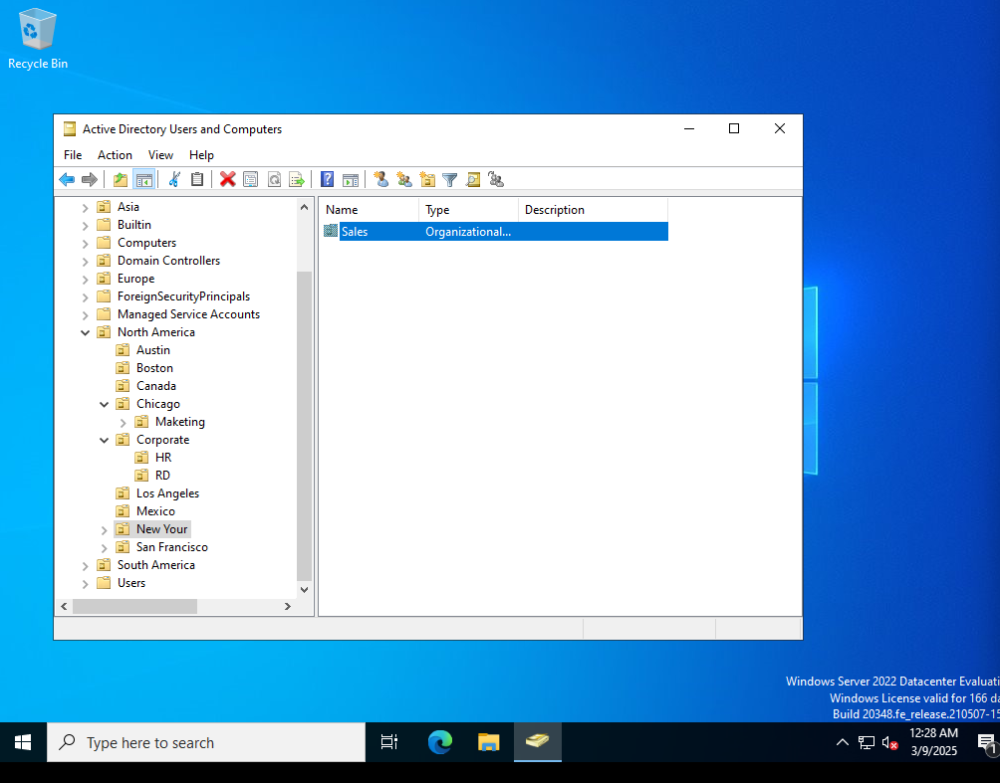 Recycle Bin
Active Directory Users and Computers
File Action View Help
Name Type Description
Sales Organizational...
Asia
Builtin
Computers
Domain Controllers
Europe
ForeignSecurityPrincipals
Managed Service Accounts
North America
Austin
Boston
Canada
Chicago
Maketing
Corporate
HR
RD
Los Angeles
Mexico
New Your
San Francisco
South America
Users
Windows Server 2022 Datacenter Evaluati
Windows License valid for 166 da
Build 20348.fe_release.210507-15
Type here to search
12:28 AM
3/9/2025
1